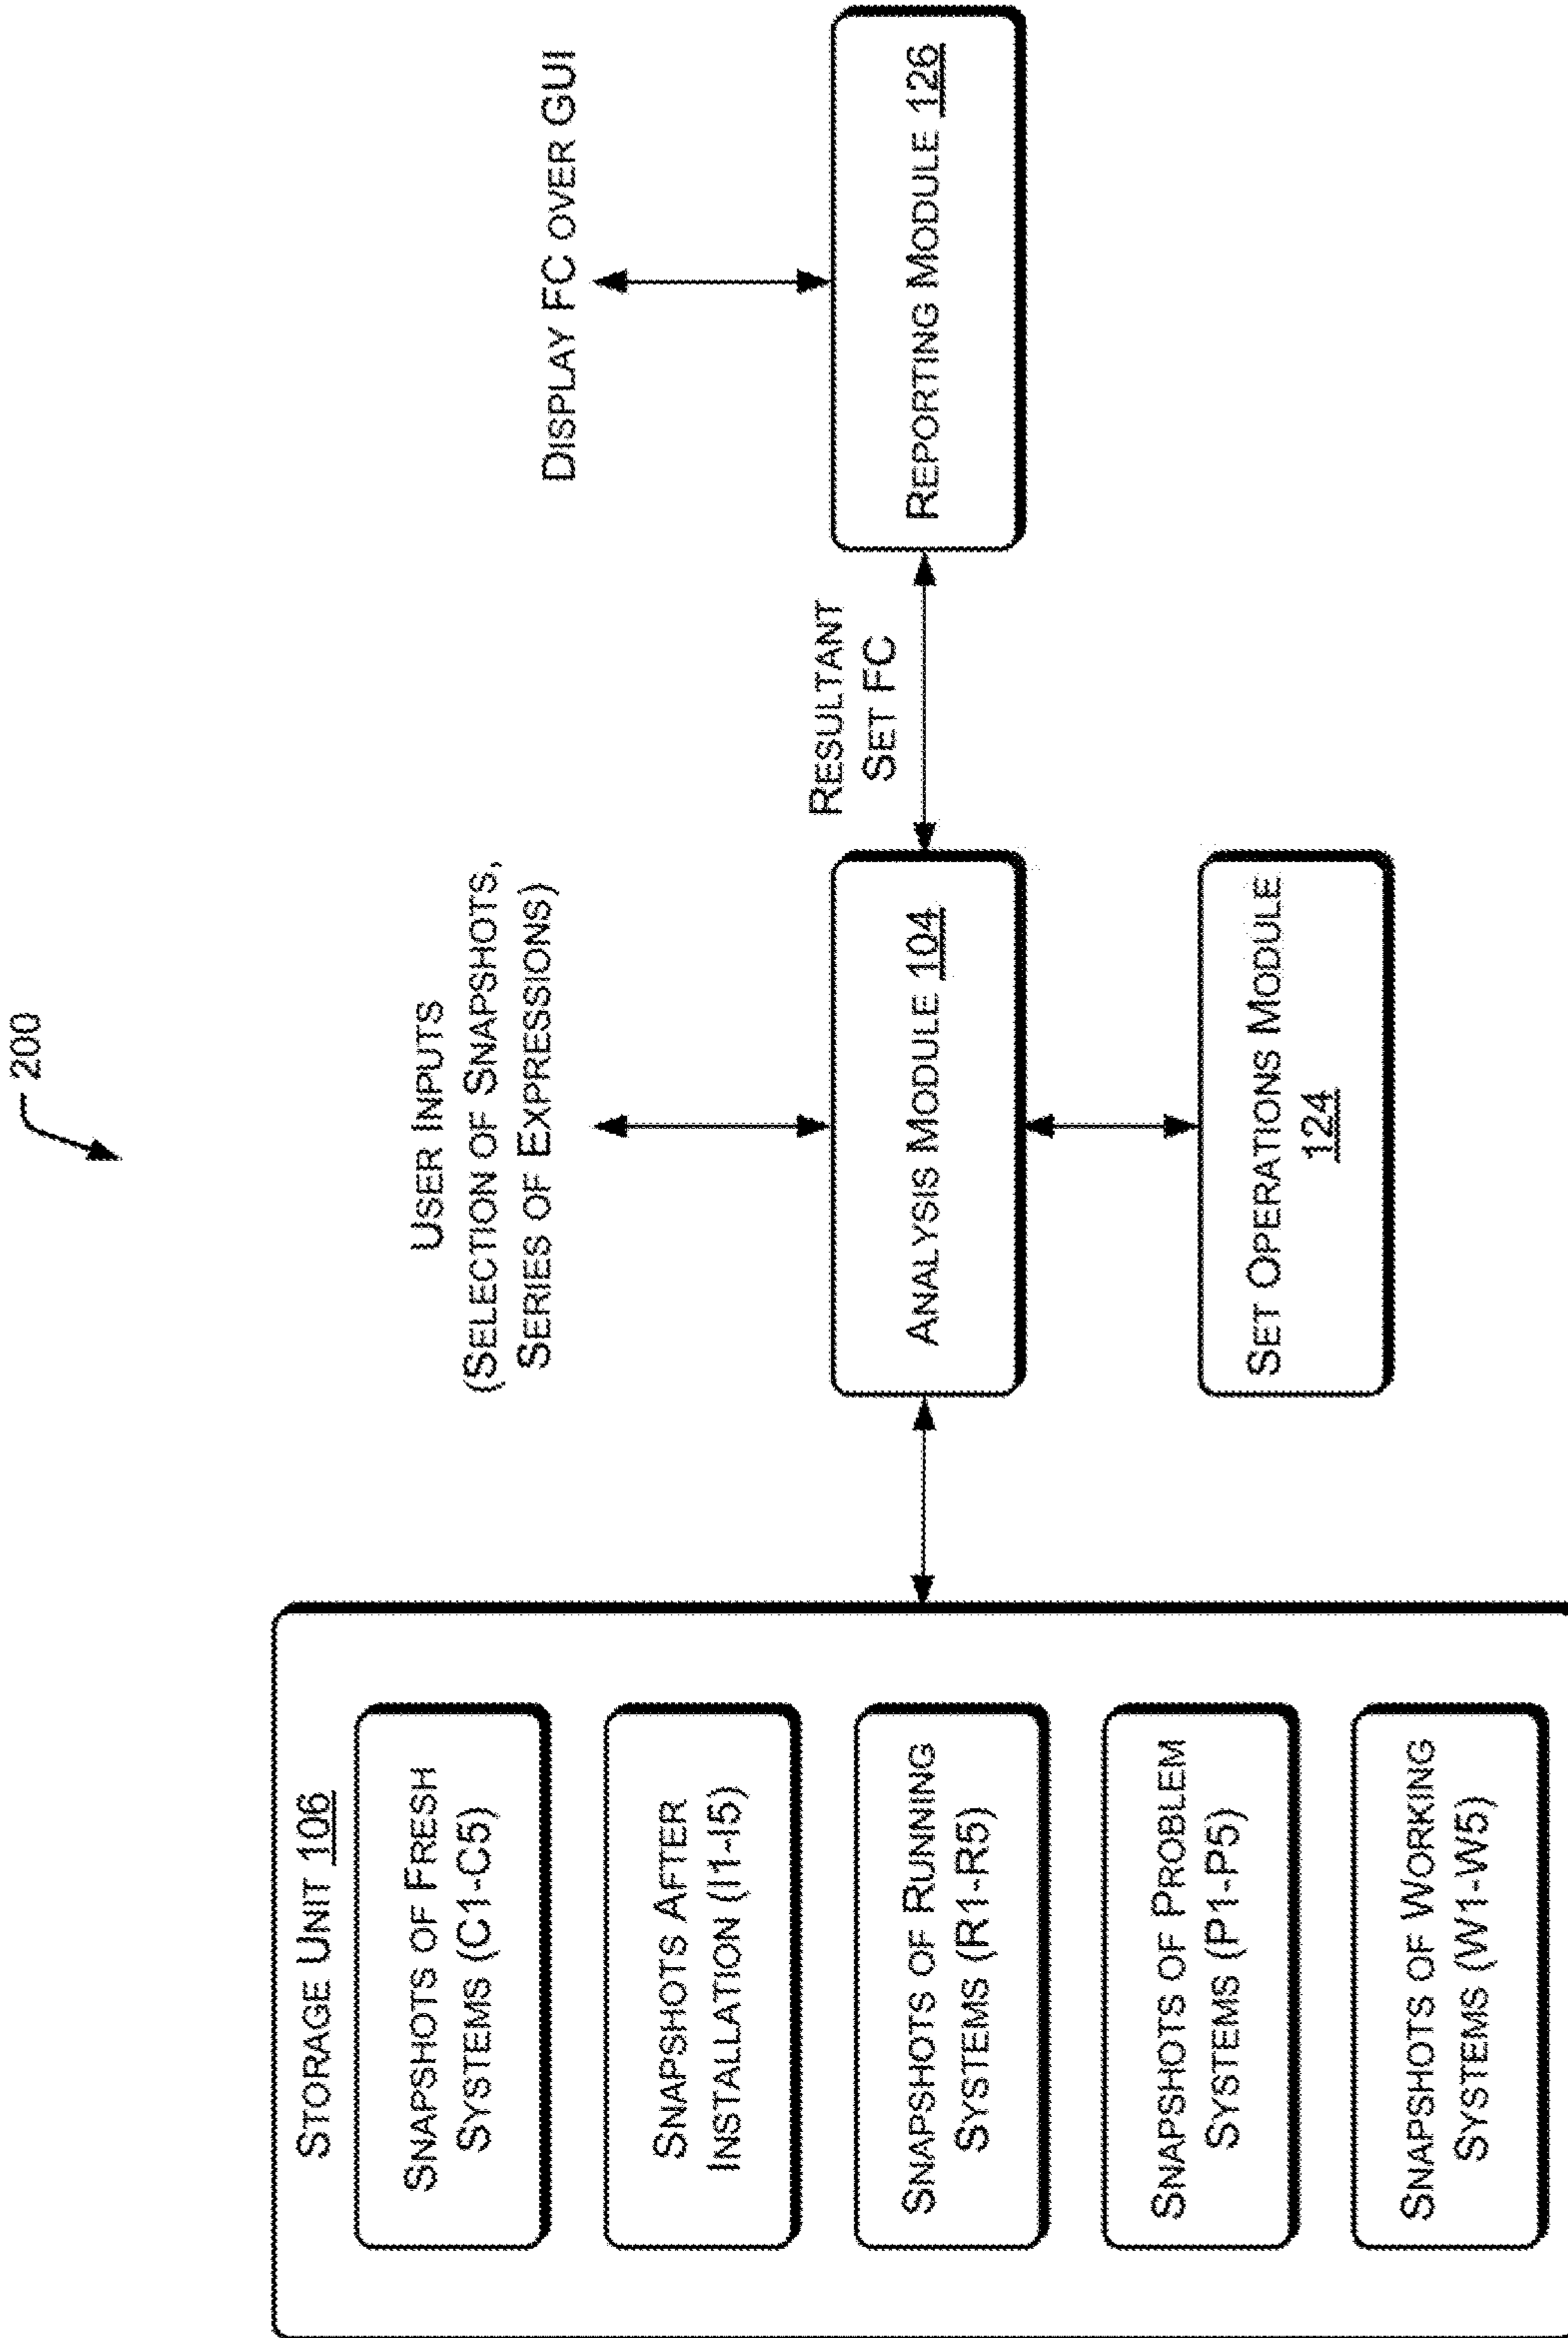 200
STORAGE UNIT 106
SNAPSHOTS OF FRESH
SYSTEMS (C1-C5)
SNAPSHOTS AFTER
INSTALLATION (I1-I5)
SNAPSHOTS OF RUNNING
SYSTEMS (R1-R5)
SNAPSHOTS OF PROBLEM
SYSTEMS (P1-P5)
SNAPSHOTS OF WORKING
SYSTEMS (W1-W5)
USER INPUTS
(SELECTION OF SNAPSHOTS,
SERIES OF EXPRESSIONS)
ANALYSIS MODULE 104
SET OPERATIONS MODULE
124
RESULTANT
SET FC
DISPLAY FC OVER GUI
REPORTING MODULE 126